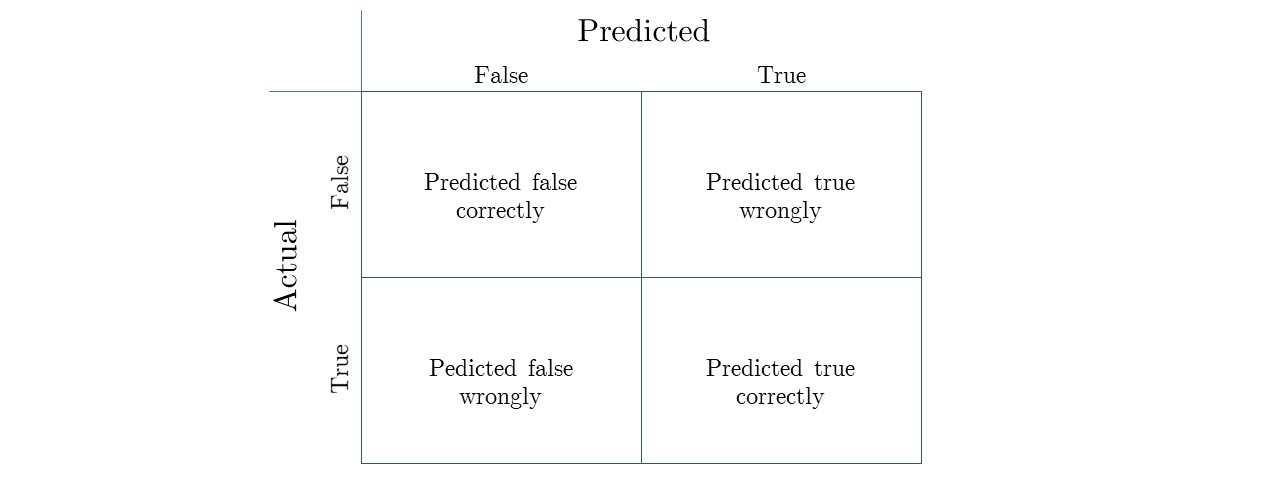 Predicted
False True
Actual
False
Predicted false
correctly
Predicted true
wrongly
True
Pedicted false
wrongly
Predicted true
correctly